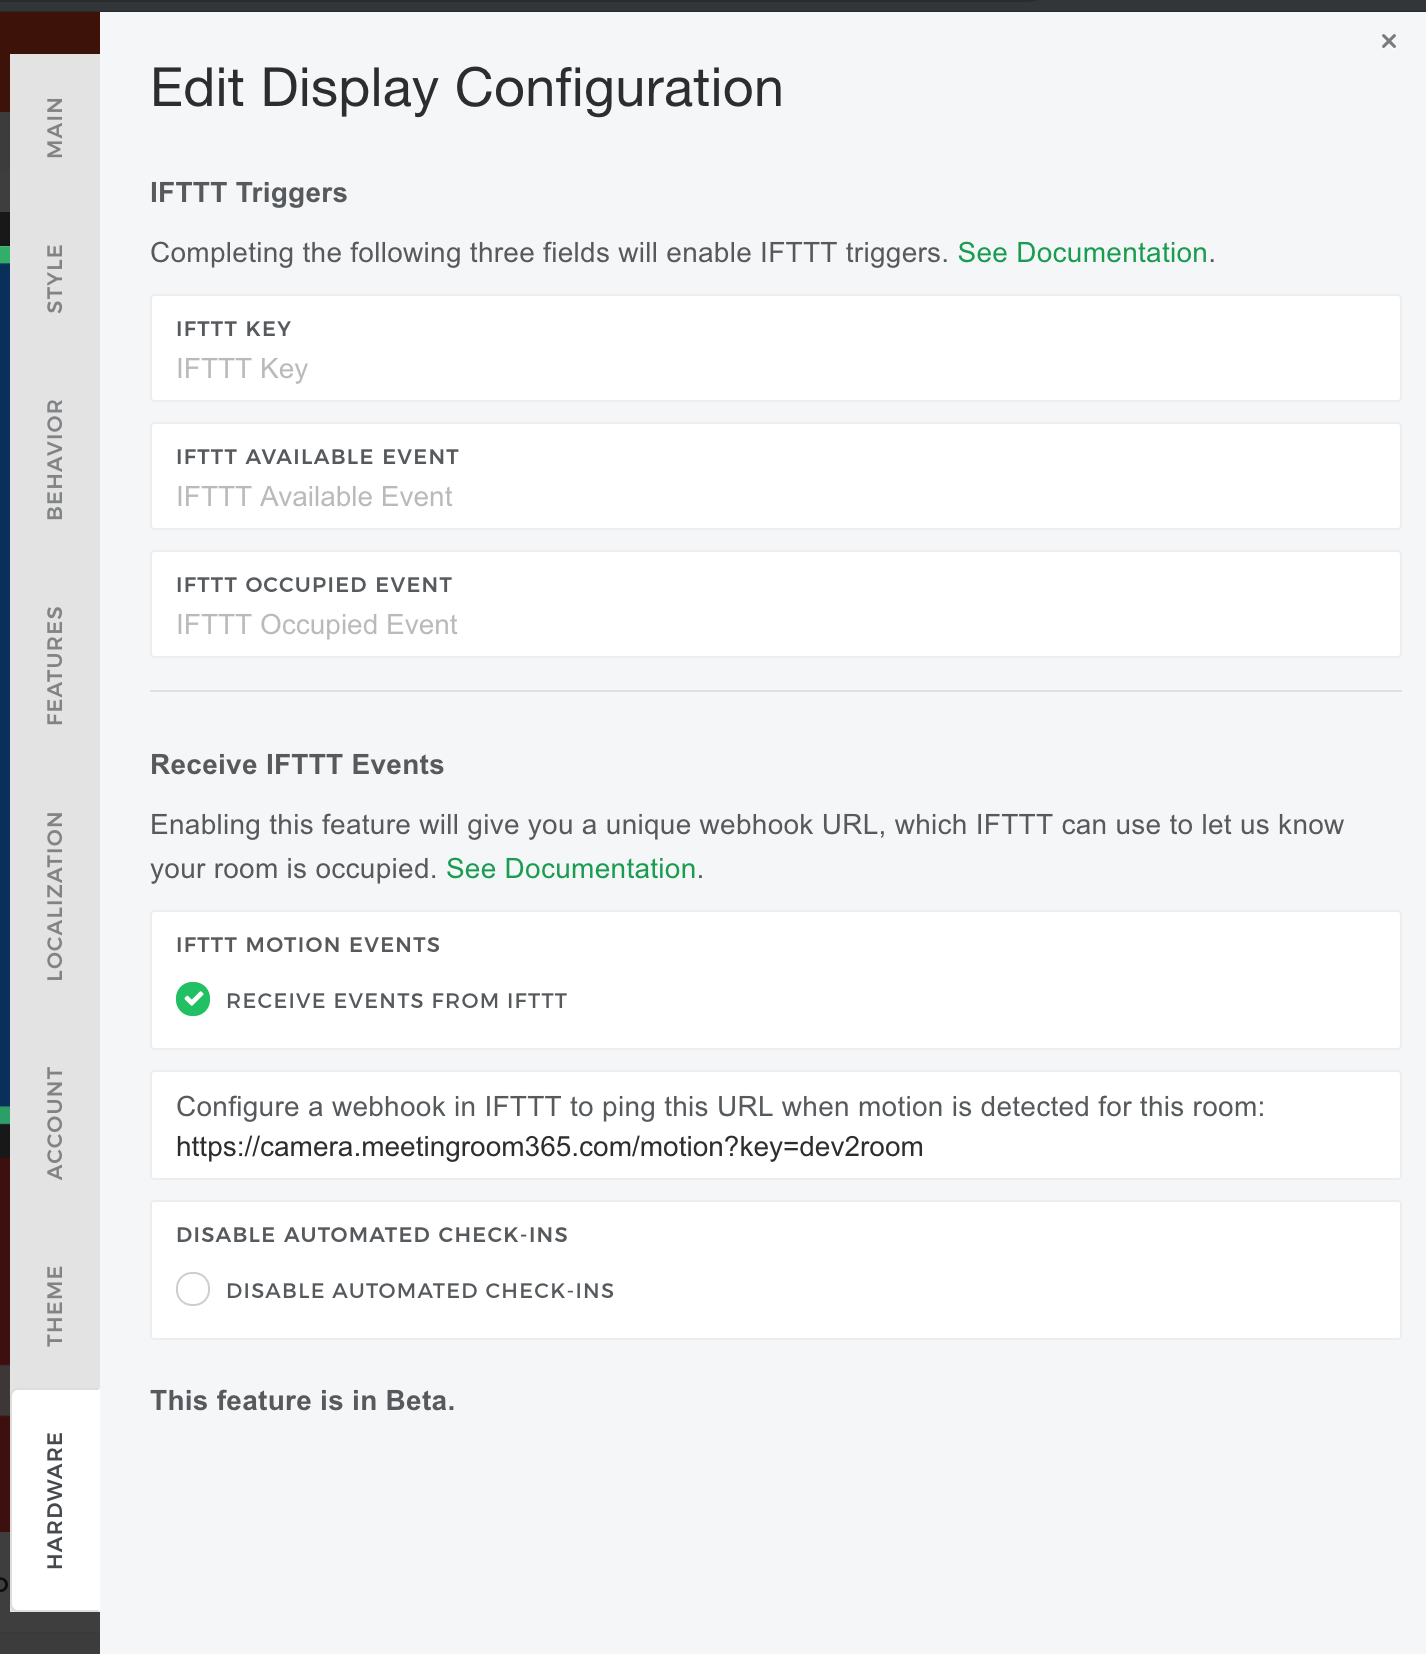 Edit Display Configuration
MAIN
STYLE
BEHAVIOR
FEATURES
LOCALIZATION
ACCOUNT
THEME
HARDWARE
IFTTT Triggers
Completing the following three fields will enable IFTTT triggers. See Documentation.
IFTTT KEY
IFTTT Key
IFTTT AVAILABLE EVENT
IFTTT Available Event
IFTTT OCCUPIED EVENT
IFTTT Occupied Event
Receive IFTTT Events
Enabling this feature will give you a unique webhook URL, which IFTTT can use to let us know
your room is occupied. See Documentation.
IFTTT MOTION EVENTS
RECEIVE EVENTS FROM IFTTT
Configure a webhook in IFTTT to ping this URL when motion is detected for this room:
https://camera.meetingroom365.com/motion?key=dev2room
DISABLE AUTOMATED CHECK-INS
DISABLE AUTOMATED CHECK-INS
This feature is in Beta.